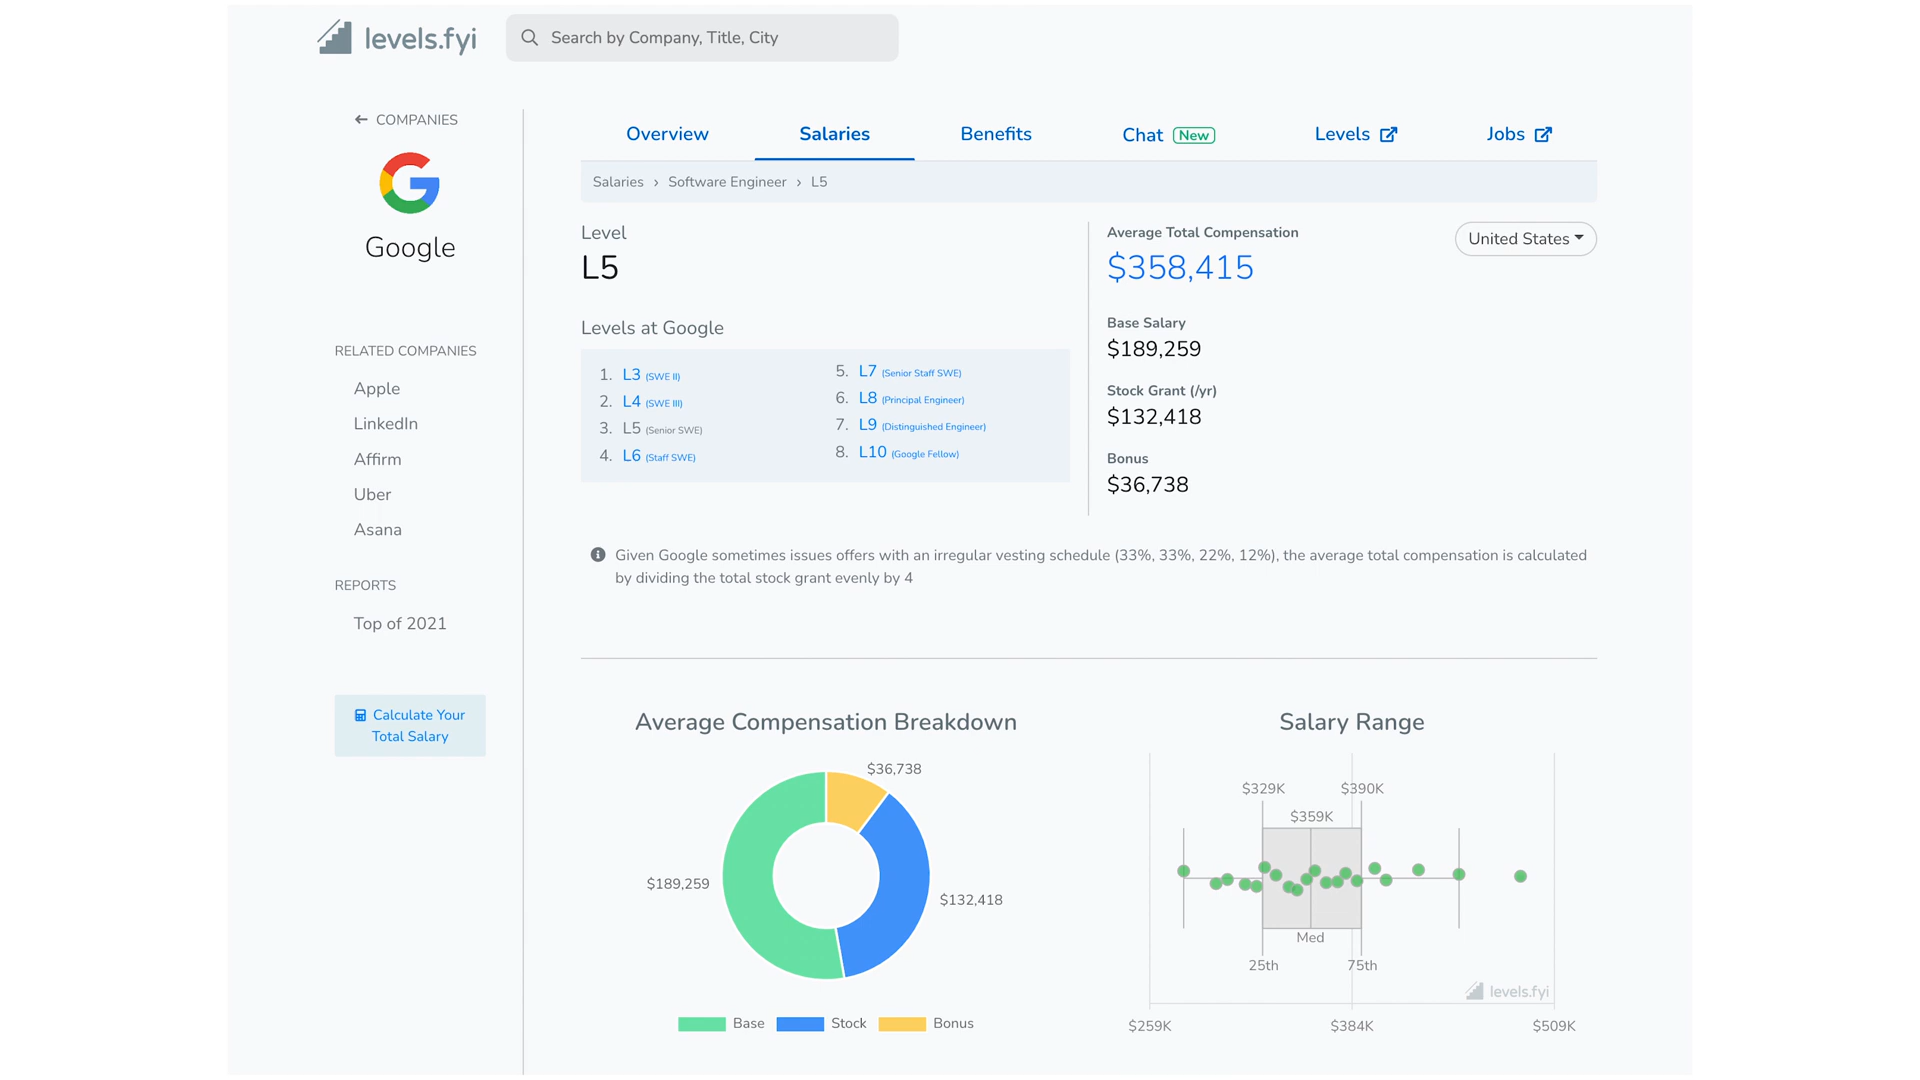 levels.fyi
Search by Company, Title, City
COMPANIES
Google
RELATED COMPANIES
Apple
LinkedIn
Affirm
Uber
Asana
REPORTS
Top of 2021
Calculate Your
Total Salary
Overview
Salaries
Benefits
Chat New
Levels
Jobs
Salaries › Software Engineer › L5
Level
L5
Levels at Google
1. L3 (SWE II)
2. L4 (SWE III)
3. L5 (Senior SWE)
4. L6 (Staff SWE)
5. L7 (Senior Staff SWE)
6. L8 (Principal Engineer)
7. L9 (Distinguished Engineer)
8. L10 (Google Fellow)
Average Total Compensation
$358,415
United States
Base Salary
$189,259
Stock Grant (/yr)
$132,418
Bonus
$36,738
Given Google sometimes issues offers with an irregular vesting schedule (33%, 33%, 22%, 12%), the average total compensation is calculated
by dividing the total stock grant evenly by 4
Average Compensation Breakdown
$36,738
$189,259
$132,418
Base
Stock
Bonus
Salary Range
$329K
$390K
$359K
Med
25th
75th
levels.fyi
$259K
$384K
$509K